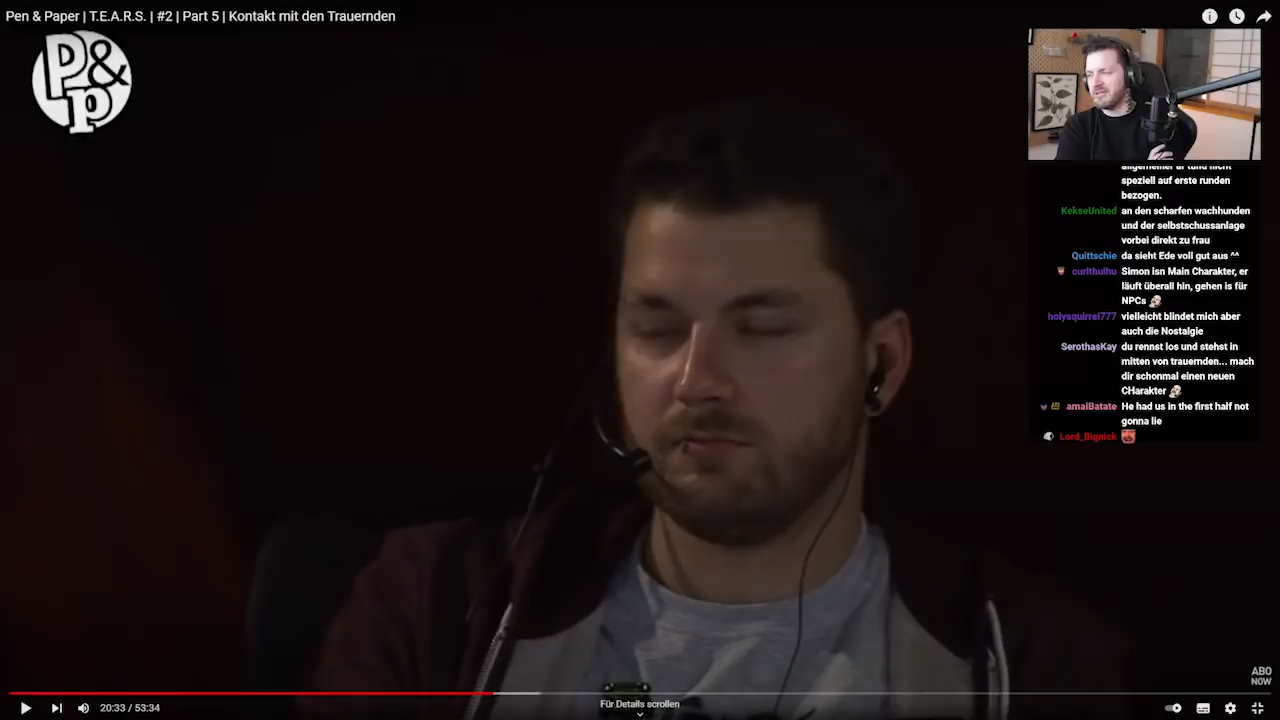 Pen & Paper | T.E.A.R.S. | #2 | Part 5 | Kontakt mit den Trauernden
P&P
speziell auf erste runden
bezogen.
KekseUnited an den scharfen wachhunden
und der selbstschussanlage
vorbei direkt zu frau
Quittschie da sieht Ede voll gut aus ^^
curlthulhu Simon isn Main Charakter, er
läuft überall hin, gehen is für
NPCs
holysquirrel777 vielleicht blindet mich aber
auch die Nostalgie
SerothasKay du rennst los und stehst in
mitten von trauernden... mach
dir schonmal einen neuen
CHarakter
amaiBatate He had us in the first half not
gonna lie
Lord_Bignick
ABO
NOW
Für Details scrollen
20:33 / 53:34